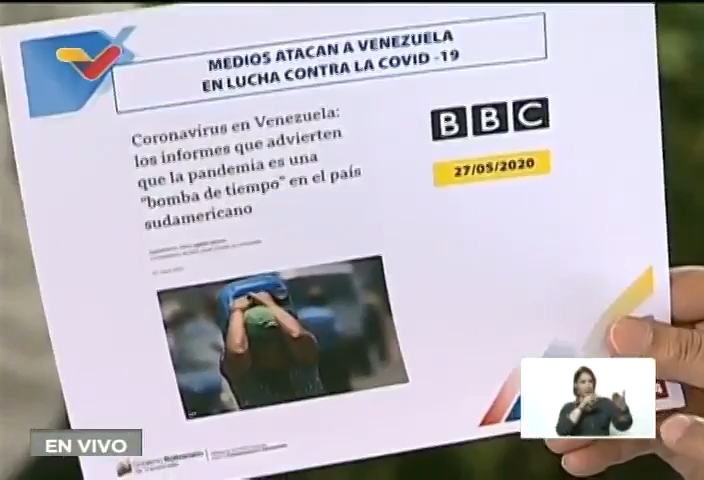 MEDIOS ATACAN A VENEZUELA
EN LUCHA CONTRA LA COVID -19
Coronavirus en Venezuela:
los informes que advierten
que la pandemia es una
"bomba de tiempo" en el país
sudamericano
BBC
27/05/2020
EN VIVO